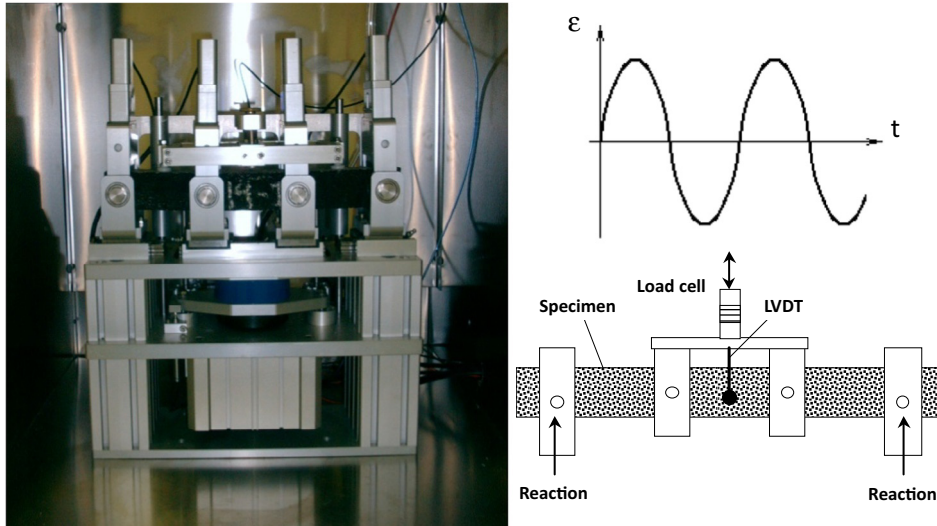 ε
t
Load cell
Specimen
LVDT
Reaction
Reaction